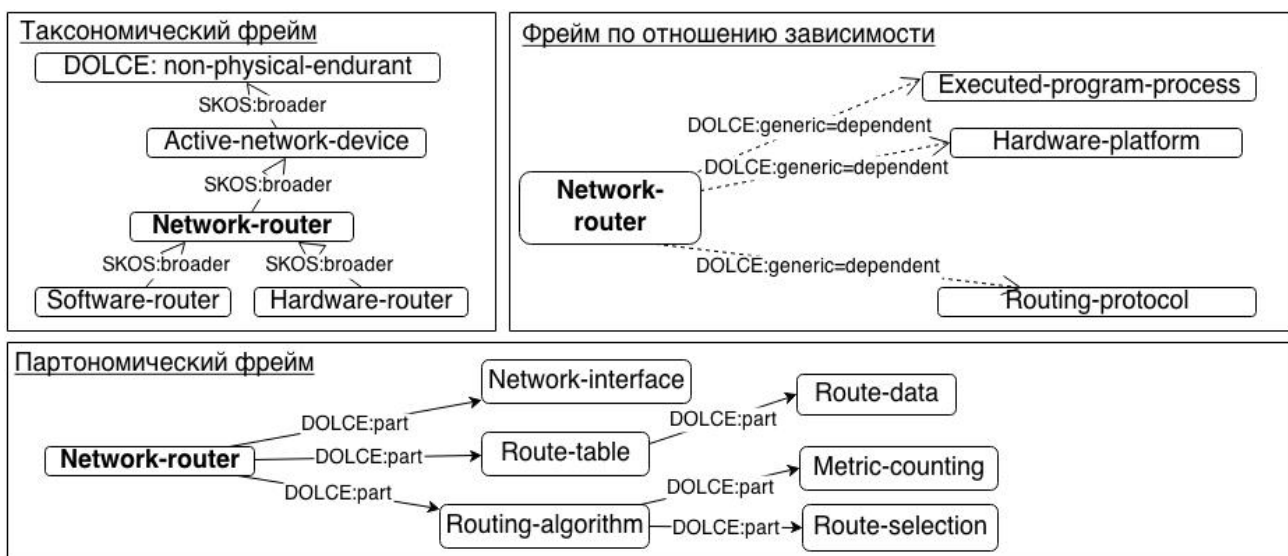 Таксономический фрейм
DOLCE: non-physical-endurant
SKOS:broader
Active-network-device
SKOS:broader
Network-router
SKOS:broader
SKOS:broader
Software-router
Hardware-router
Фрейм по отношению зависимости
Executed-program-process
DOLCE:generic=dependent
Hardware-platform
DOLCE:generic=dependent
Network-
router
DOLCE:generic=dependent
Routing-protocol
Партономический фрейм
Network-interface
Route-data
DOLCE:part
DOLCE:part
Network-router
DOLCE:part
Route-table
Metric-counting
DOLCE:part
DOLCE:part
Routing-algorithm
DOLCE:part
Route-selection